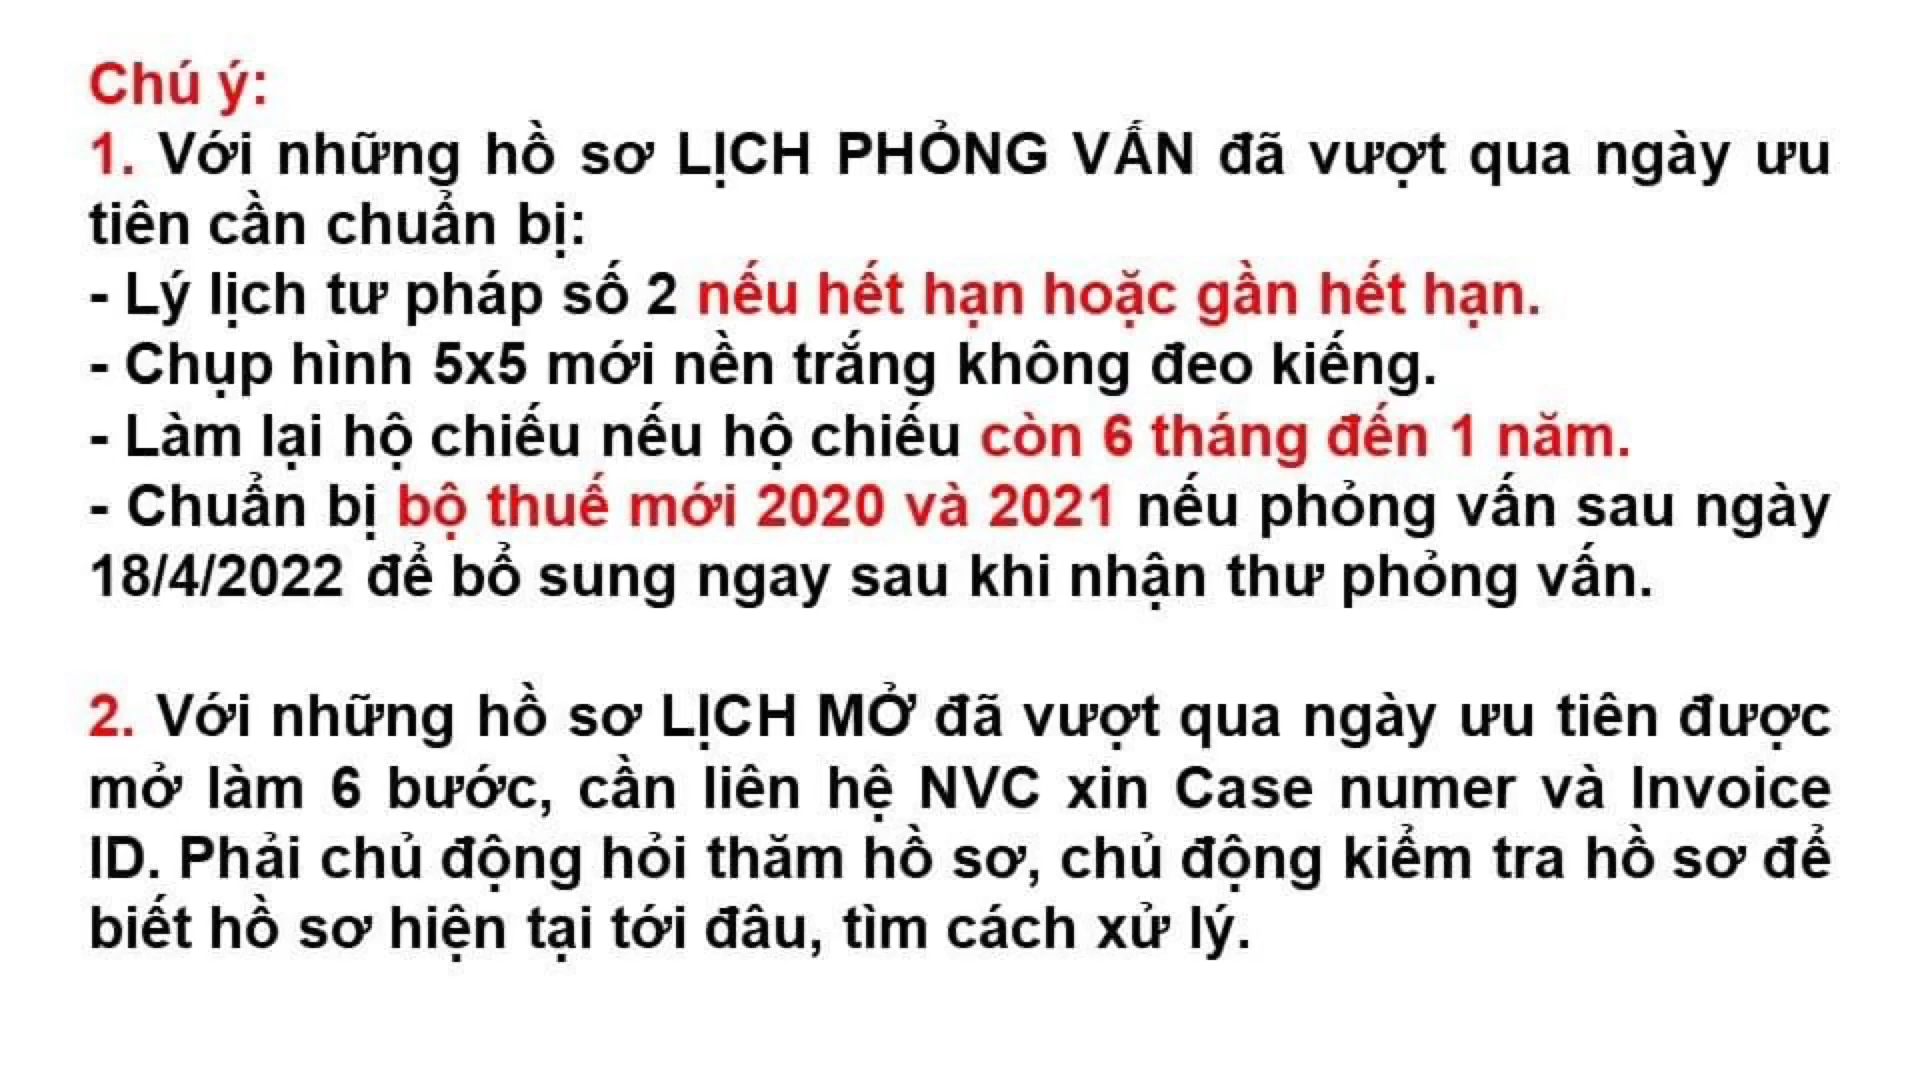 Chú ý:
1. Với những hồ sơ LỊCH PHỎNG VẤN đã vượt qua ngày ưu
tiên cần chuẩn bị:
- Lý lịch tư pháp số 2 nếu hết hạn hoặc gần hết hạn.
- Chụp hình 5x5 mới nền trắng không đeo kiếng.
- Làm lại hộ chiếu nếu hộ chiếu còn 6 tháng đến 1 năm.
- Chuẩn bị bộ thuế mới 2020 và 2021 nếu phỏng vấn sau ngày
18/4/2022 để bổ sung ngay sau khi nhận thư phỏng vấn.
2. Với những hồ sơ LỊCH MỞ đã vượt qua ngày ưu tiên được
mở làm 6 bước, cần liên hệ NVC xin Case numer và Invoice
ID. Phải chủ động hỏi thăm hồ sơ, chủ động kiểm tra hồ sơ để
biết hồ sơ hiện tại tới đâu, tìm cách xử lý.